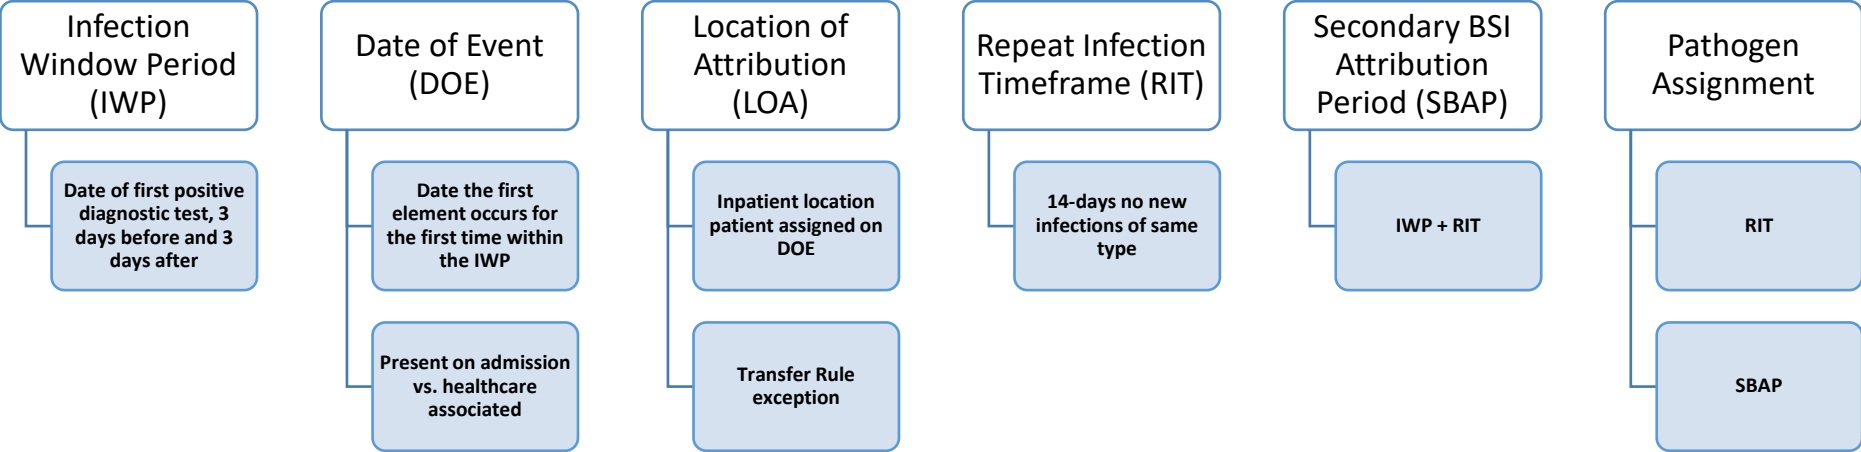 Infection
Window Period
(IWP)
Date of first positive
diagnostic test, 3
days before and 3
days after
Date of Event
(DOE)
Date the first
element occurs for
the first time within
the IWP
Present on admission
vs. healthcare
associated
Location of
Attribution
(LOA)
Inpatient location
patient assigned on
DOE
Transfer Rule
exception
Repeat Infection
Timeframe (RIT)
14-days no new
infections of same
type
Secondary BSI
Attribution
Period (SBAP)
IWP + RIT
Pathogen
Assignment
RIT
SBAP